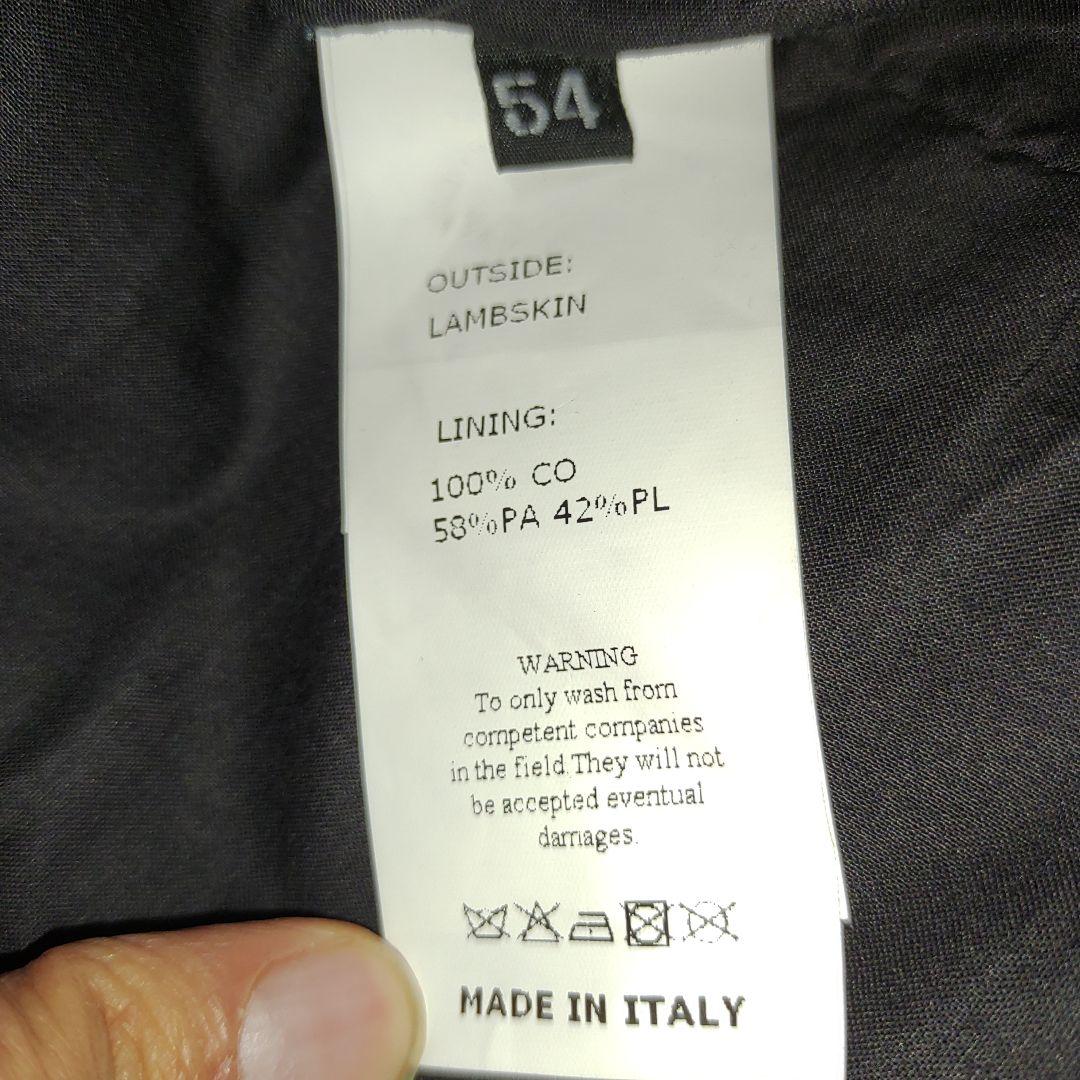 54
OUTSIDE:
LAMBSKIN
LINING:
100% CO
58%PA 42%PL
WARNING
To only wash from
competent companies
in the field.They will not
be accepted eventual
damages.
MADE IN ITALY